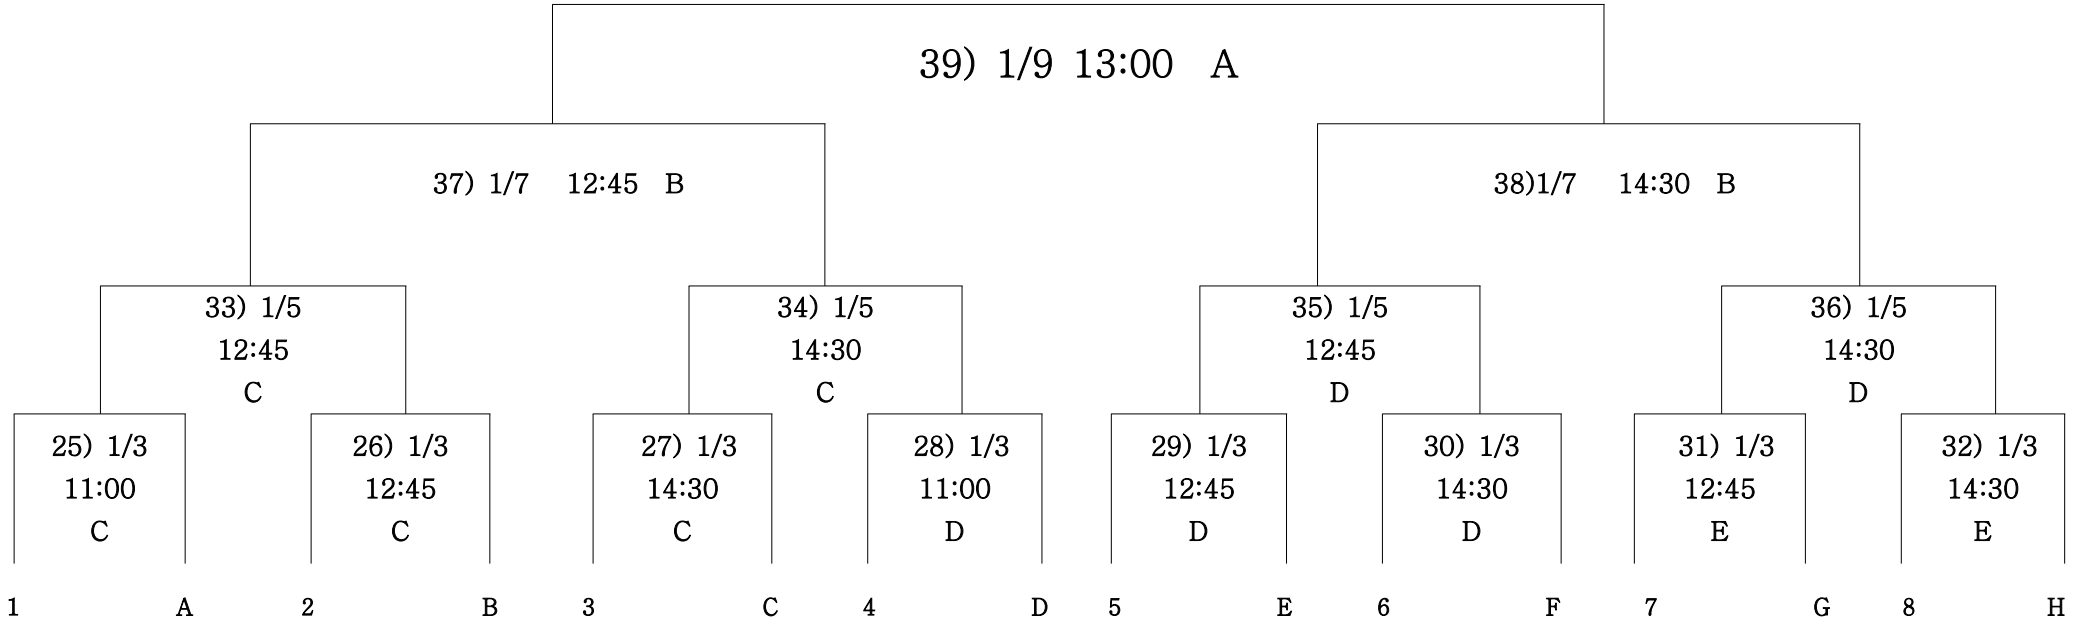 39) 1/9 13:00 A
37) 1/7 12:45 B
38)1/7 14:30 B
33) 1/5
12:45
C
34) 1/5
14:30
C
35) 1/5
12:45
D
36) 1/5
14:30
D
25) 1/3
11:00
C
26) 1/3
12:45
C
27) 1/3
14:30
C
28) 1/3
11:00
D
29) 1/3
12:45
D
30) 1/3
14:30
D
31) 1/3
12:45
E
32) 1/3
14:30
E
1 A 2 B 3 C 4 D 5 E 6 F 7 G 8 H